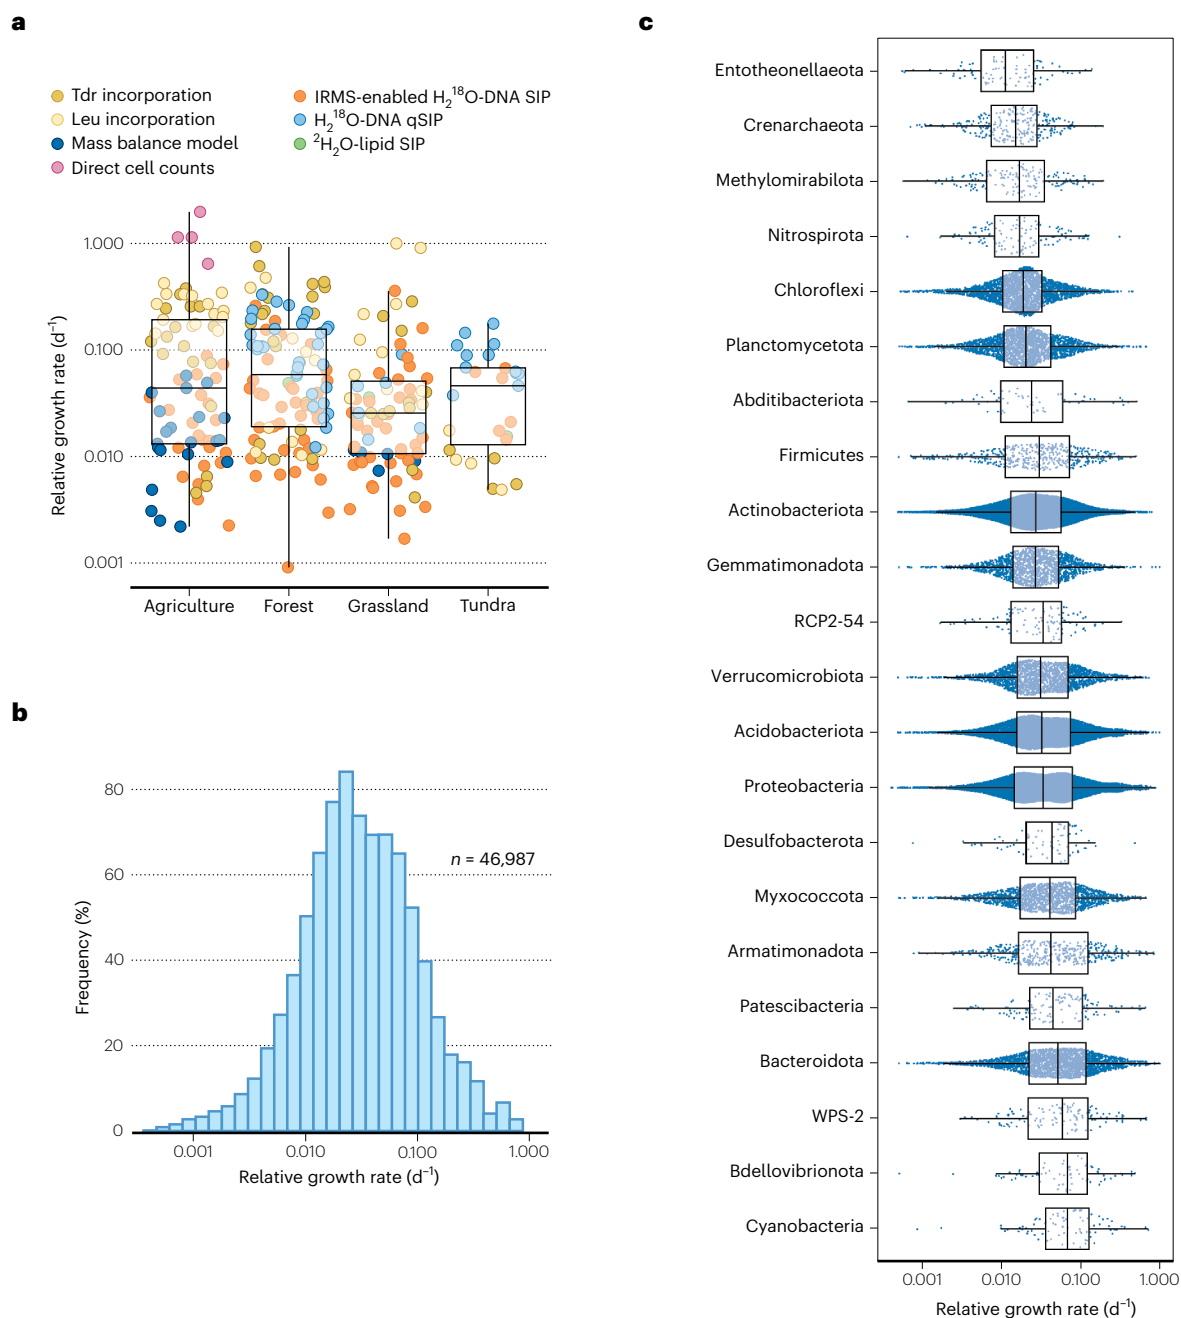 a
Tdr incorporation
Leu incorporation
Mass balance model
Direct cell counts
IRMS-enabled H₂¹⁸O-DNA SIP
H₂¹⁸O-DNA qSIP
²H₂O-lipid SIP
Relative growth rate (d⁻¹)
1.000
0.100
0.010
0.001
Agriculture Forest Grassland Tundra
b
Frequency (%)
80
60
40
20
0
n = 46,987
0.001 0.010 0.100 1.000
Relative growth rate (d⁻¹)
c
Entotheonellaeota
Crenarchaeota
Methylomirabilota
Nitrospirota
Chloroflexi
Planctomycetota
Abditibacteriota
Firmicutes
Actinobacteriota
Gemmatimonadota
RCP2-54
Verrucomicrobiota
Acidobacteriota
Proteobacteria
Desulfobacterota
Myxococcota
Armatimonadota
Patescibacteria
Bacteroidota
WPS-2
Bdellovibrionota
Cyanobacteria
0.001 0.010 0.100 1.000
Relative growth rate (d⁻¹)